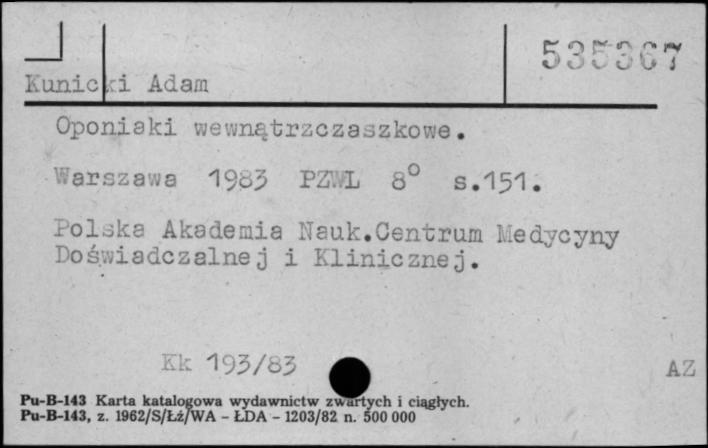 535367
Kunicki Adam
Oponiaki wewnątrzczaszkowe.
Warszawa 1983 PZWL 8° s.151.
Polska Akademia Nauk.Centrum Medycyny
Doświadczalnej i Klinicznej.
Kk 193/83
AZ
Pu-B-143 Karta katalogowa wydawnictw zwartych i ciągłych.
Pu-B-143, z. 1962/S/Łź/WA - ŁDA - 1203/82 n. 500 000